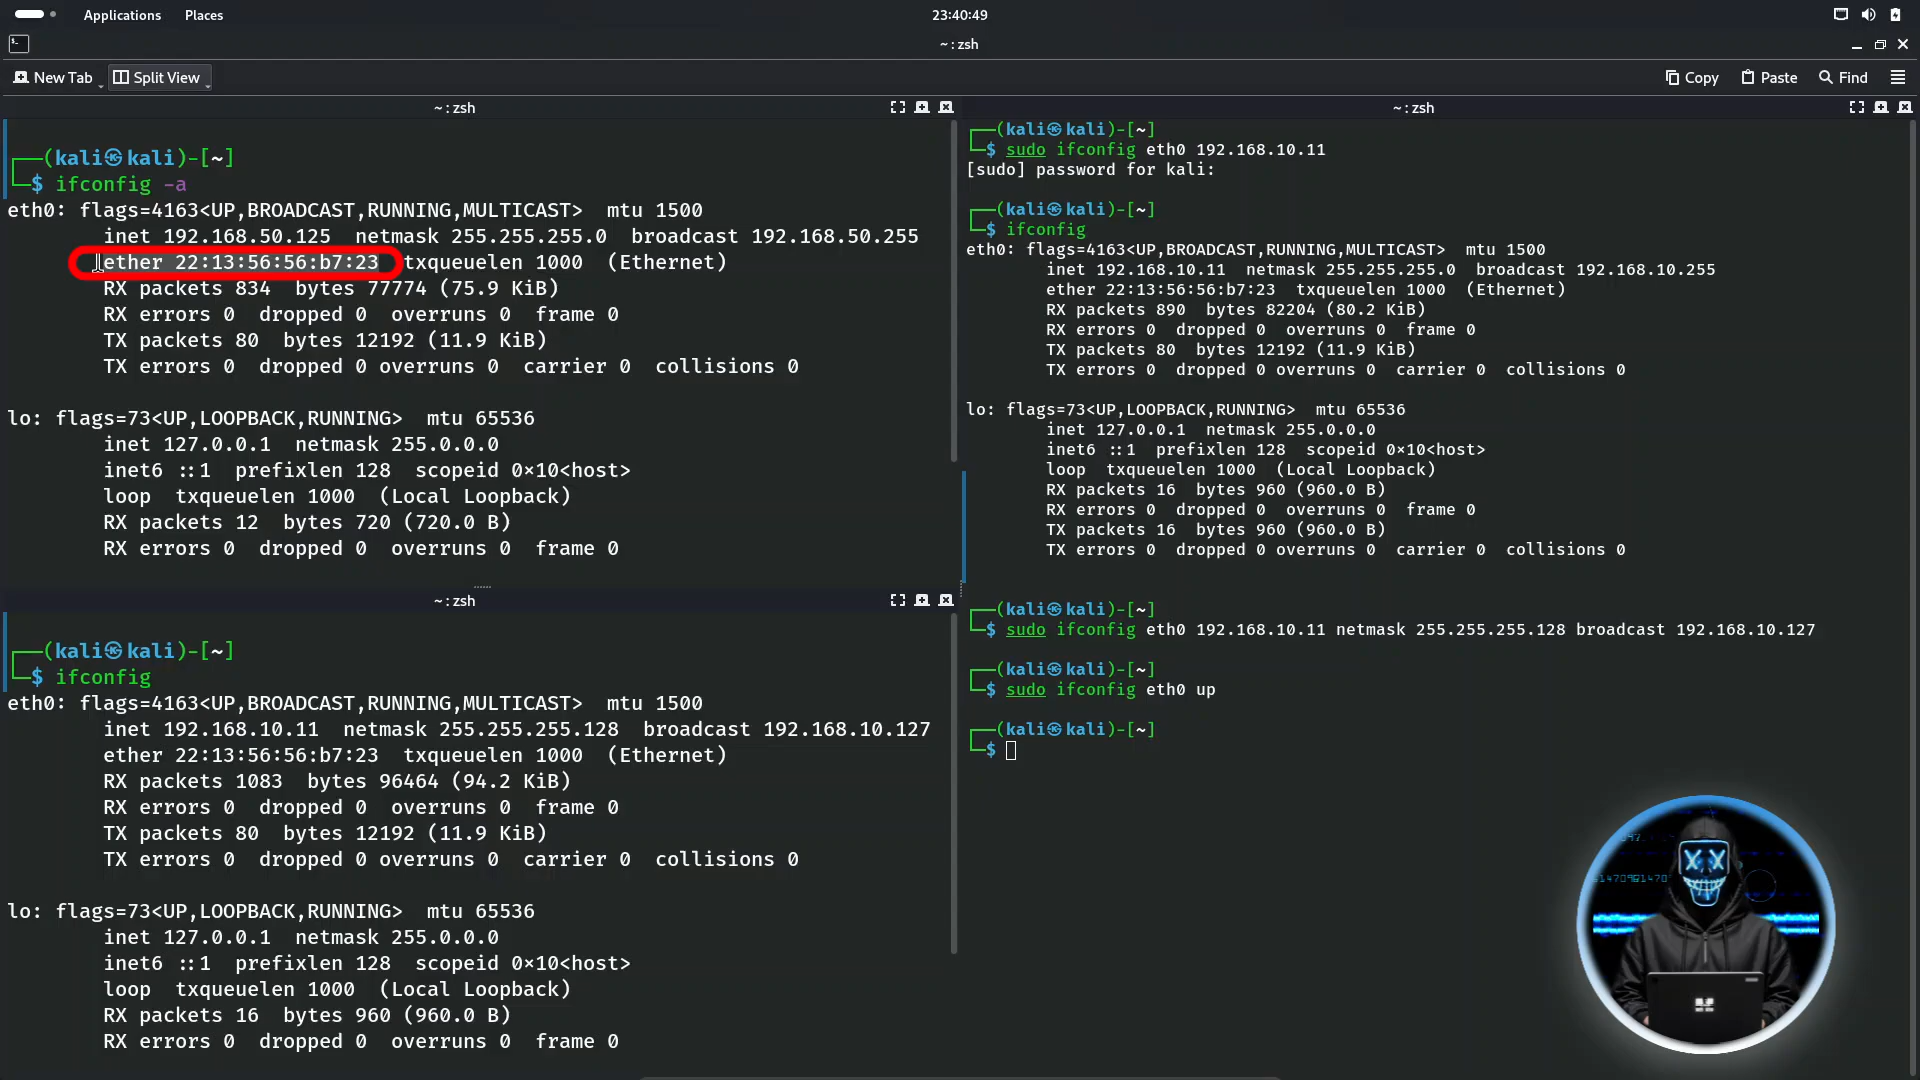 Applications Places 23:40:49
~ : zsh
New Tab Split View Copy Paste Find
~ : zsh
┌──(kali㉿kali)-[~]
└─$ ifconfig -a
eth0: flags=4163<UP,BROADCAST,RUNNING,MULTICAST>  mtu 1500
inet 192.168.50.125  netmask 255.255.255.0  broadcast 192.168.50.255
ether 22:13:56:56:b7:23  txqueuelen 1000  (Ethernet)
RX packets 834  bytes 77774 (75.9 KiB)
RX errors 0  dropped 0  overruns 0  frame 0
TX packets 80  bytes 12192 (11.9 KiB)
TX errors 0  dropped 0 overruns 0  carrier 0  collisions 0
lo: flags=73<UP,LOOPBACK,RUNNING>  mtu 65536
inet 127.0.0.1  netmask 255.0.0.0
inet6 ::1  prefixlen 128  scopeid 0×10<host>
loop  txqueuelen 1000  (Local Loopback)
RX packets 12  bytes 720 (720.0 B)
RX errors 0  dropped 0  overruns 0  frame 0
~ : zsh
┌──(kali㉿kali)-[~]
└─$ ifconfig
eth0: flags=4163<UP,BROADCAST,RUNNING,MULTICAST>  mtu 1500
inet 192.168.10.11  netmask 255.255.255.128  broadcast 192.168.10.127
ether 22:13:56:56:b7:23  txqueuelen 1000  (Ethernet)
RX packets 1083  bytes 96464 (94.2 KiB)
RX errors 0  dropped 0  overruns 0  frame 0
TX packets 80  bytes 12192 (11.9 KiB)
TX errors 0  dropped 0 overruns 0  carrier 0  collisions 0
lo: flags=73<UP,LOOPBACK,RUNNING>  mtu 65536
inet 127.0.0.1  netmask 255.0.0.0
inet6 ::1  prefixlen 128  scopeid 0×10<host>
loop  txqueuelen 1000  (Local Loopback)
RX packets 16  bytes 960 (960.0 B)
RX errors 0  dropped 0  overruns 0  frame 0
~ : zsh
┌──(kali㉿kali)-[~]
└─$ sudo ifconfig eth0 192.168.10.11
[sudo] password for kali:
┌──(kali㉿kali)-[~]
└─$ ifconfig
eth0: flags=4163<UP,BROADCAST,RUNNING,MULTICAST>  mtu 1500
inet 192.168.10.11  netmask 255.255.255.0  broadcast 192.168.10.255
ether 22:13:56:56:b7:23  txqueuelen 1000  (Ethernet)
RX packets 890  bytes 82204 (80.2 KiB)
RX errors 0  dropped 0  overruns 0  frame 0
TX packets 80  bytes 12192 (11.9 KiB)
TX errors 0  dropped 0 overruns 0  carrier 0  collisions 0
lo: flags=73<UP,LOOPBACK,RUNNING>  mtu 65536
inet 127.0.0.1  netmask 255.0.0.0
inet6 ::1  prefixlen 128  scopeid 0×10<host>
loop  txqueuelen 1000  (Local Loopback)
RX packets 16  bytes 960 (960.0 B)
RX errors 0  dropped 0  overruns 0  frame 0
TX packets 16  bytes 960 (960.0 B)
TX errors 0  dropped 0 overruns 0  carrier 0  collisions 0
┌──(kali㉿kali)-[~]
└─$ sudo ifconfig eth0 192.168.10.11 netmask 255.255.255.128 broadcast 192.168.10.127
┌──(kali㉿kali)-[~]
└─$ sudo ifconfig eth0 up
┌──(kali㉿kali)-[~]
└─$